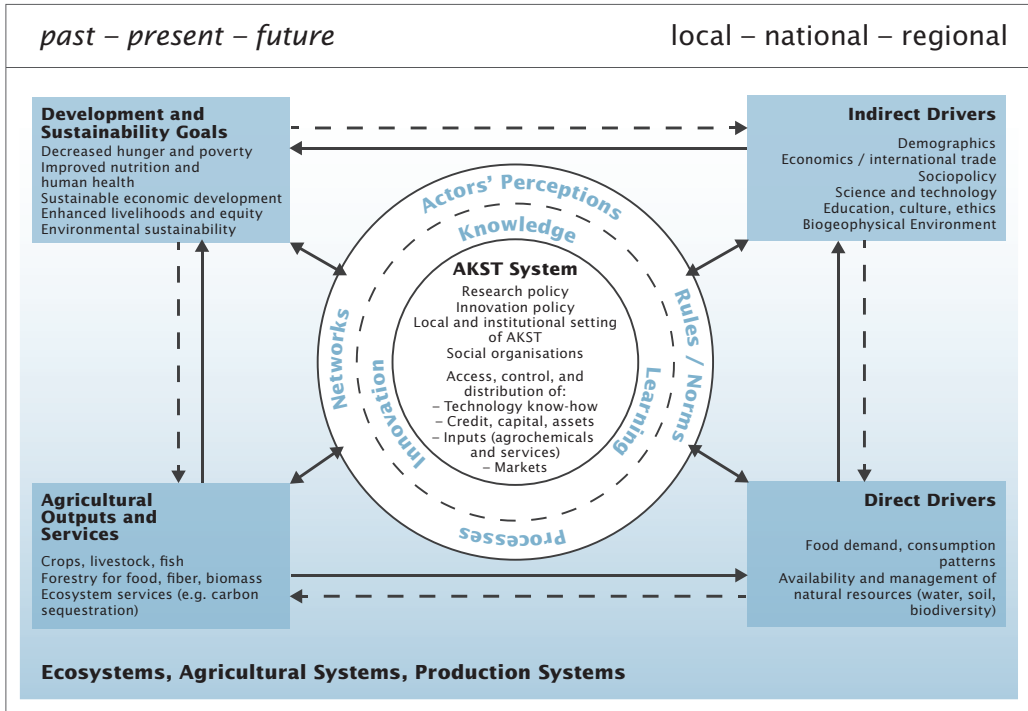 past – present – future
local – national – regional
Development and
Sustainability Goals
Decreased hunger and poverty
Improved nutrition and
human health
Sustainable economic development
Enhanced livelihoods and equity
Environmental sustainability
Indirect Drivers
Demographics
Economics / international trade
Sociopolicy
Science and technology
Education, culture, ethics
Biogeophysical Environment
Actors' Perceptions
Knowledge
Networks
Innovation
Rules / Norms
Learning
Processes
AKST System
Research policy
Innovation policy
Local and institutional setting
of AKST
Social organisations
Access, control, and
distribution of:
– Technology know-how
– Credit, capital, assets
– Inputs (agrochemicals
and services)
– Markets
Agricultural
Outputs and
Services
Crops, livestock, fish
Forestry for food, fiber, biomass
Ecosystem services (e.g. carbon
sequestration)
Direct Drivers
Food demand, consumption
patterns
Availability and management of
natural resources (water, soil,
biodiversity)
Ecosystems, Agricultural Systems, Production Systems